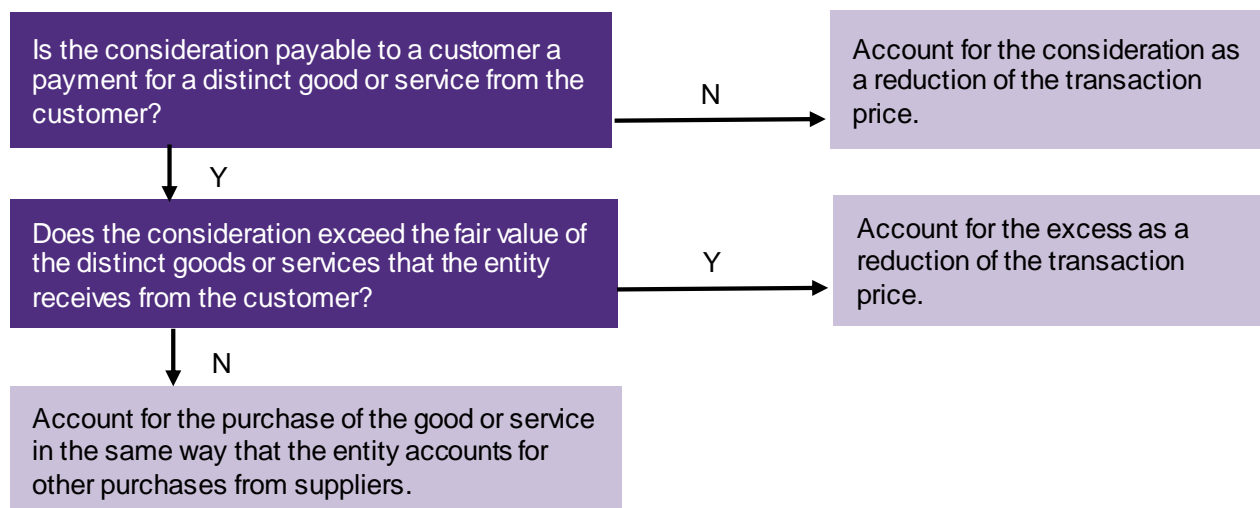 Is the consideration payable to a customer a
payment for a distinct good or service from the
customer?
N
Account for the consideration as
a reduction of the transaction
price.
Y
Does the consideration exceed the fair value of
the distinct goods or services that the entity
receives from the customer?
Y
Account for the excess as a
reduction of the transaction
price.
N
Account for the purchase of the good or service
in the same way that the entity accounts for
other purchases from suppliers.